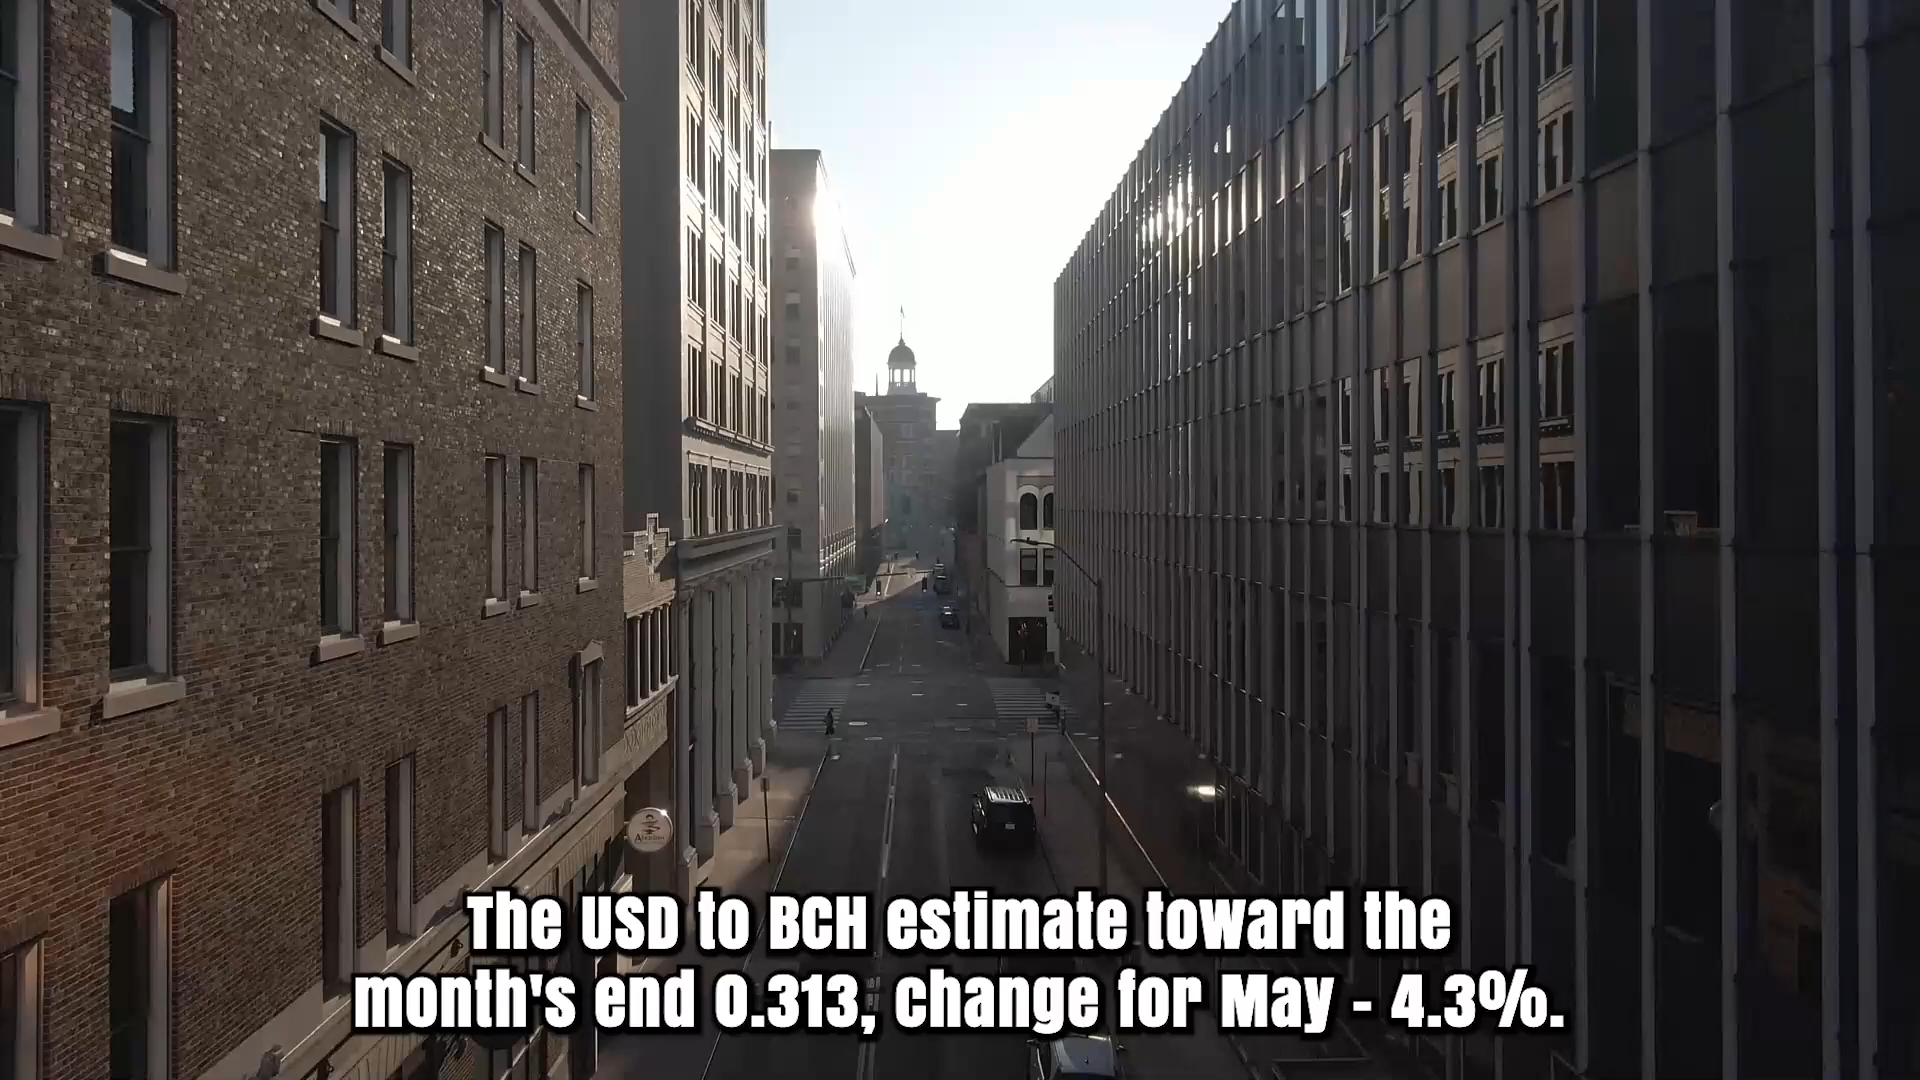 The USD to BCH estimate toward the
month's end 0.313, change for May - 4.3%.